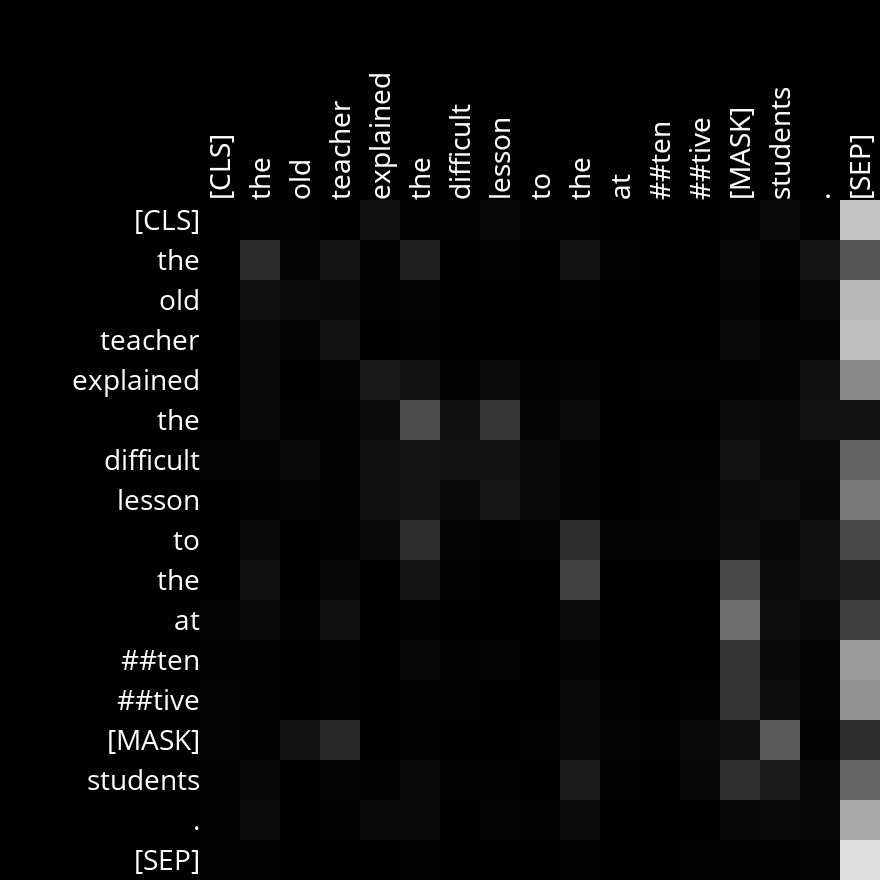 [CLS] the old teacher explained the difficult lesson to the at ##ten ##tive [MASK] students . [SEP]
[CLS]
the
old
teacher
explained
the
difficult
lesson
to
the
at
##ten
##tive
[MASK]
students
.
[SEP]